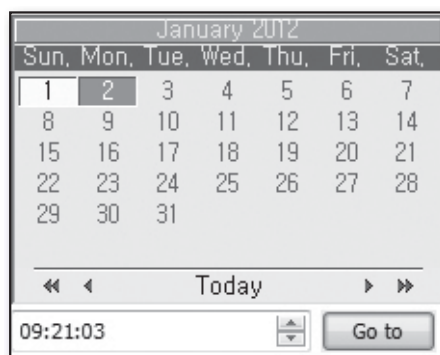 January 2012
Sun, Mon, Tue, Wed, Thu, Fri, Sat,
1 2 3 4 5 6 7
8 9 10 11 12 13 14
15 16 17 18 19 20 21
22 23 24 25 26 27 28
29 30 31
Today
09:21:03 Go to